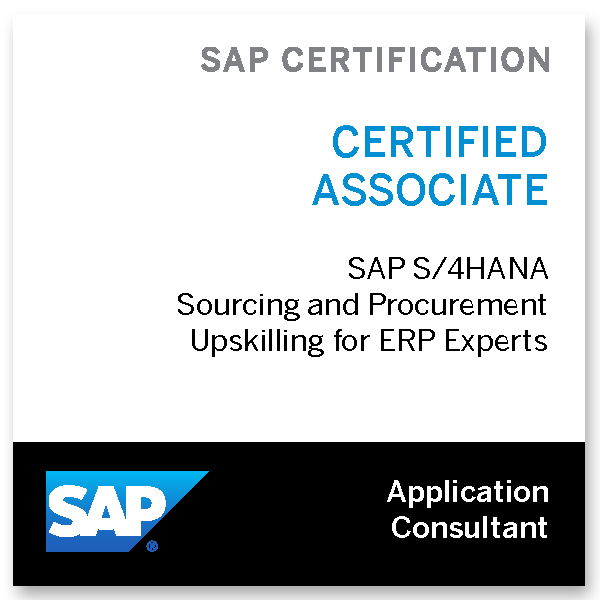 SAP CERTIFICATION
CERTIFIED
ASSOCIATE
SAP S/4HANA
Sourcing and Procurement
Upskilling for ERP Experts
SAP®
Application
Consultant